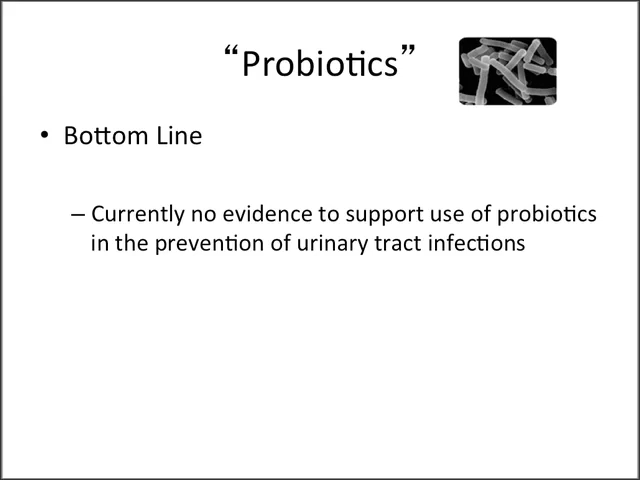 “Probiotics”
• Bottom Line
– Currently no evidence to support use of probiotics
in the prevention of urinary tract infections